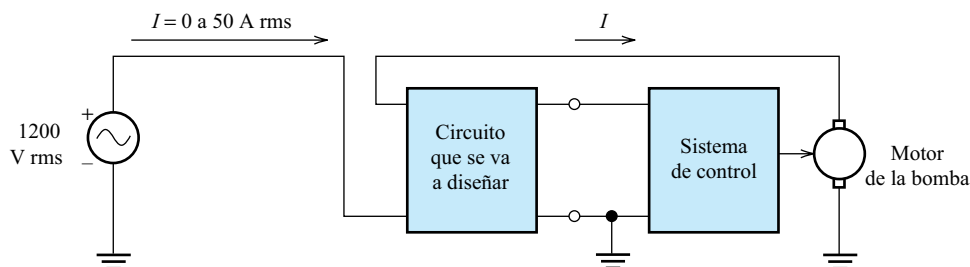 I = 0 a 50 A rms
I
+
1200
V rms
−
Circuito
que se va
a diseñar
Sistema
de control
Motor
de la bomba